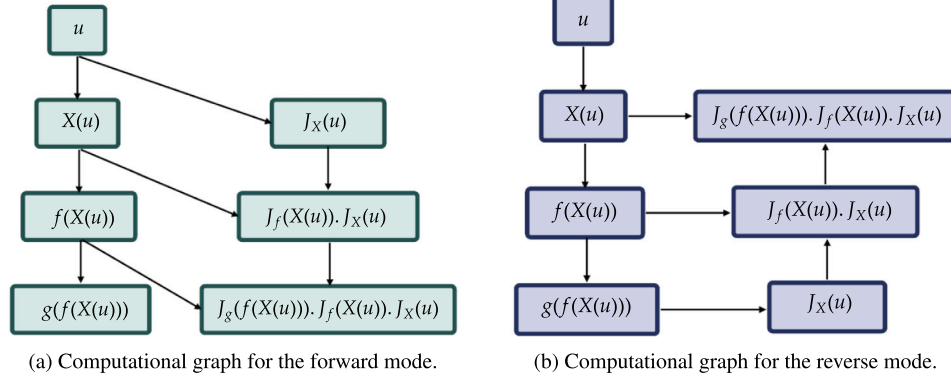 u
X(u)
J_X(u)
f(X(u))
J_f(X(u)). J_X(u)
g(f(X(u)))
J_g(f(X(u))). J_f(X(u)). J_X(u)
(a) Computational graph for the forward mode.
u
X(u)
J_g(f(X(u))). J_f(X(u)). J_X(u)
f(X(u))
J_f(X(u)). J_X(u)
g(f(X(u)))
J_X(u)
(b) Computational graph for the reverse mode.